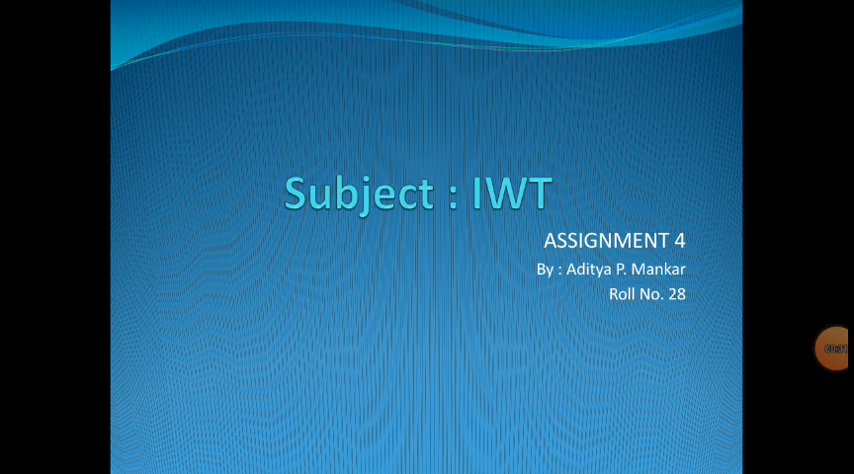 Subject : IWT
ASSIGNMENT 4
By : Aditya P. Mankar
Roll No. 28